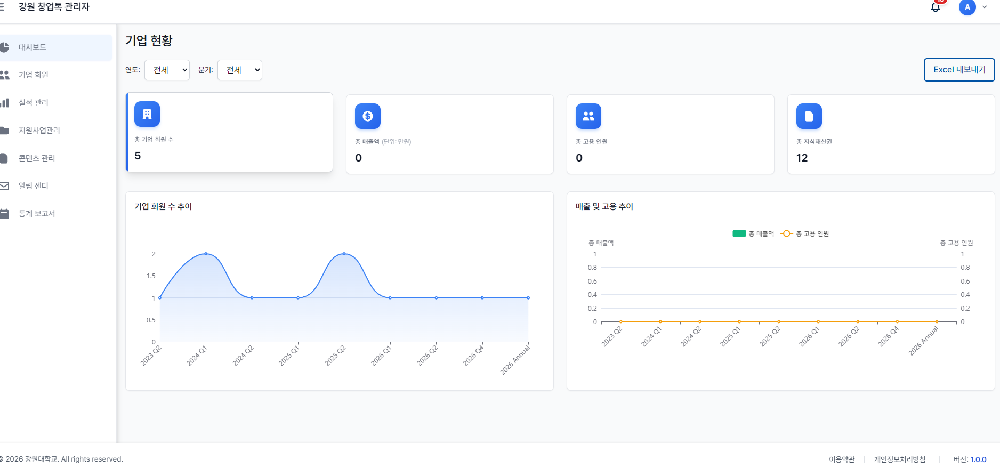 강원 창업톡 관리자
A
대시보드
기업 회원
실적 관리
지원사업관리
콘텐츠 관리
알림 센터
통계 보고서
기업 현황
연도: 전체 분기: 전체
Excel 내보내기
총 기업 회원 수
5
총 매출액 (단위: 만원)
0
총 고용 인원
0
총 지식재산권
12
기업 회원 수 추이
2
1.5
1
0.5
0
2023 Q2
2024 Q1
2024 Q2
2025 Q1
2025 Q2
2026 Q1
2026 Q2
2026 Q4
2026 Annual
매출 및 고용 추이
총 매출액 총 고용 인원
총 매출액 총 고용 인원
1 1
0.8 0.8
0.6 0.6
0.4 0.4
0.2 0.2
0 0
2023 Q2
2024 Q1
2024 Q2
2025 Q1
2025 Q2
2026 Q1
2026 Q2
2026 Q4
2026 Annual
© 2026 강원대학교. All rights reserved.
이용약관 | 개인정보처리방침 | 버전: 1.0.0